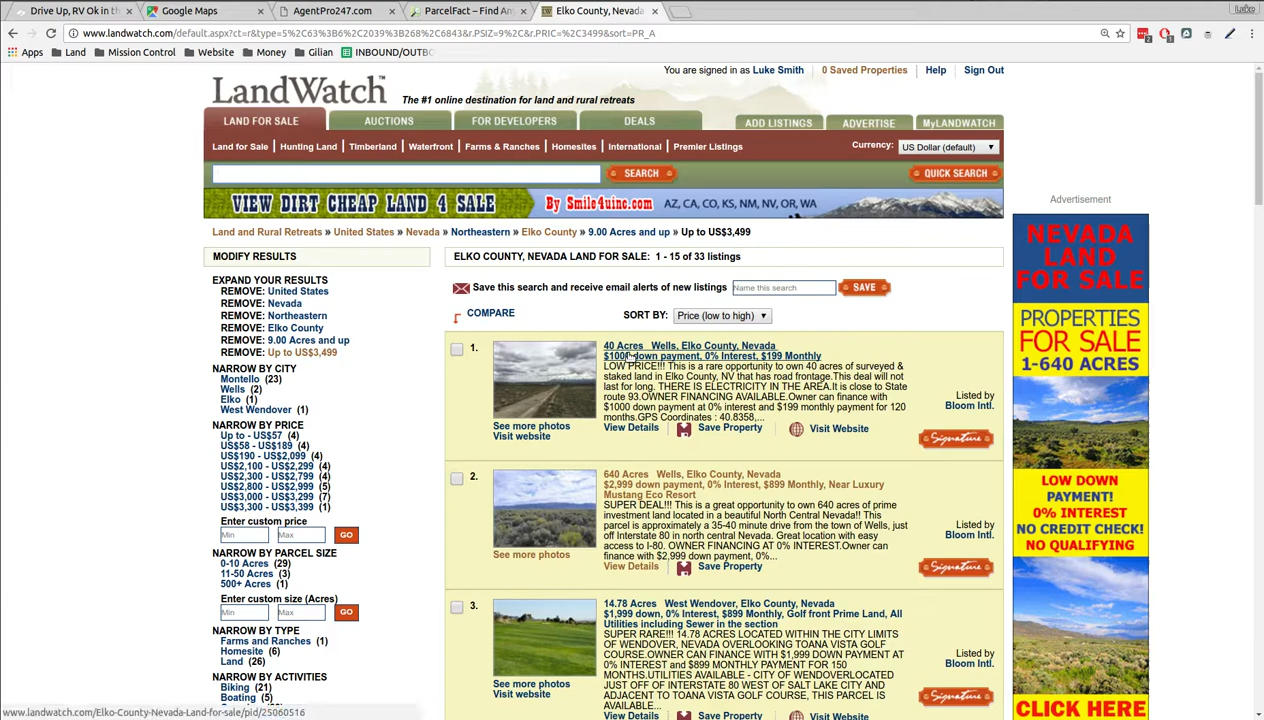 Drive Up, RV Ok in th
Google Maps
AgentPro247.com
ParcelFact – Find An
Elko County, Nevada
Luke
www.landwatch.com/default.aspx?ct=r&type=5%2C63%3B6%2C2039%3B268%2C6843&r.PSIZ=9%2C&r.PRIC=%2C3499&sort=PR_A
Apps Land Mission Control Website Money Gilian INBOUND/OUTBO
You are signed in as Luke Smith 0 Saved Properties Help Sign Out
LandWatch
The #1 online destination for land and rural retreats
LAND FOR SALE AUCTIONS FOR DEVELOPERS DEALS ADD LISTINGS ADVERTISE MyLANDWATCH
Land for Sale Hunting Land Timberland Waterfront Farms & Ranches Homesites International Premier Listings Currency: US Dollar (default)
SEARCH QUICK SEARCH
VIEW DIRT CHEAP LAND 4 SALE By Smile4uinc.com AZ, CA, CO, KS, NM, NV, OR, WA
Land and Rural Retreats » United States » Nevada » Northeastern » Elko County » 9.00 Acres and up » Up to US$3,499
MODIFY RESULTS
EXPAND YOUR RESULTS
REMOVE: United States
REMOVE: Nevada
REMOVE: Northeastern
REMOVE: Elko County
REMOVE: 9.00 Acres and up
REMOVE: Up to US$3,499
NARROW BY CITY
Montello (23)
Wells (2)
Elko (1)
West Wendover (1)
NARROW BY PRICE
Up to - US$57 (4)
US$58 - US$189 (4)
US$190 - US$2,099 (4)
US$2,100 - US$2,299 (4)
US$2,300 - US$2,799 (4)
US$2,800 - US$2,999 (5)
US$3,000 - US$3,299 (7)
US$3,300 - US$3,399 (1)
Enter custom price
Min Max GO
NARROW BY PARCEL SIZE
0-10 Acres (29)
11-50 Acres (3)
500+ Acres (1)
Enter custom size (Acres)
Min Max GO
NARROW BY TYPE
Farms and Ranches (1)
Homesite (6)
Land (26)
NARROW BY ACTIVITIES
Biking (21)
Boating (5)
ELKO COUNTY, NEVADA LAND FOR SALE: 1 - 15 of 33 listings
Save this search and receive email alerts of new listings Name this search SAVE
COMPARE SORT BY: Price (low to high)
1.
40 Acres Wells, Elko County, Nevada
$1000 down payment, 0% Interest, $199 Monthly
LOW PRICE!!! This is a rare opportunity to own 40 acres of surveyed &
staked land in Elko County, NV that has road frontage.This deal will not
last for long. THERE IS ELECTRICITY IN THE AREA.It is close to State
route 93.OWNER FINANCING AVAILABLE.Owner can finance with
$1000 down payment at 0% interest and $199 monthly payment for 120
months.GPS Coordinates : 40.8358,...
See more photos
Visit website
View Details Save Property Visit Website
Listed by
Bloom Intl.
Signature
2.
640 Acres Wells, Elko County, Nevada
$2,999 down payment, 0% Interest, $899 Monthly, Near Luxury
Mustang Eco Resort
SUPER DEAL!!! This is a great opportunity to own 640 acres of prime
investment land located in a beautiful North Central Nevada!! This
parcel is approximately a 35-40 minute drive from the town of Wells, just
off Interstate 80 in north central Nevada. Great location with easy
access to I-80. OWNER FINANCING AT 0% INTEREST.Owner can
finance with $2,999 down payment, 0%...
See more photos
View Details Save Property
Listed by
Bloom Intl.
Signature
3.
14.78 Acres West Wendover, Elko County, Nevada
$1,999 down, 0% Interest, $899 Monthly, Golf front Prime Land, All
Utilities including Sewer in the section
SUPER RARE!!! 14.78 ACRES LOCATED WITHIN THE CITY LIMITS
OF WENDOVER, NEVADA OVERLOOKING TOANA VISTA GOLF
COURSE.OWNER CAN FINANCE WITH $1,999 DOWN PAYMENT AT
0% INTEREST and $899 MONTHLY PAYMENT FOR 150
MONTHS.UTILITIES AVAILABLE - CITY OF WENDOVERLOCATED
JUST OFF OF INTERSTATE 80 WEST OF SALT LAKE CITY AND
ADJACENT TO TOANA VISTA GOLF COURSE, THIS PARCEL IS
AVAILABLE...
See more photos
Visit website
View Details Save Property Visit Website
Listed by
Bloom Intl.
Signature
Advertisement
NEVADA
LAND
FOR SALE
PROPERTIES
FOR SALE
1-640 ACRES
LOW DOWN
PAYMENT!
0% INTEREST
NO CREDIT CHECK!
NO QUALIFYING
CLICK HERE
www.landwatch.com/Elko-County-Nevada-Land-for-sale/pid/25060516